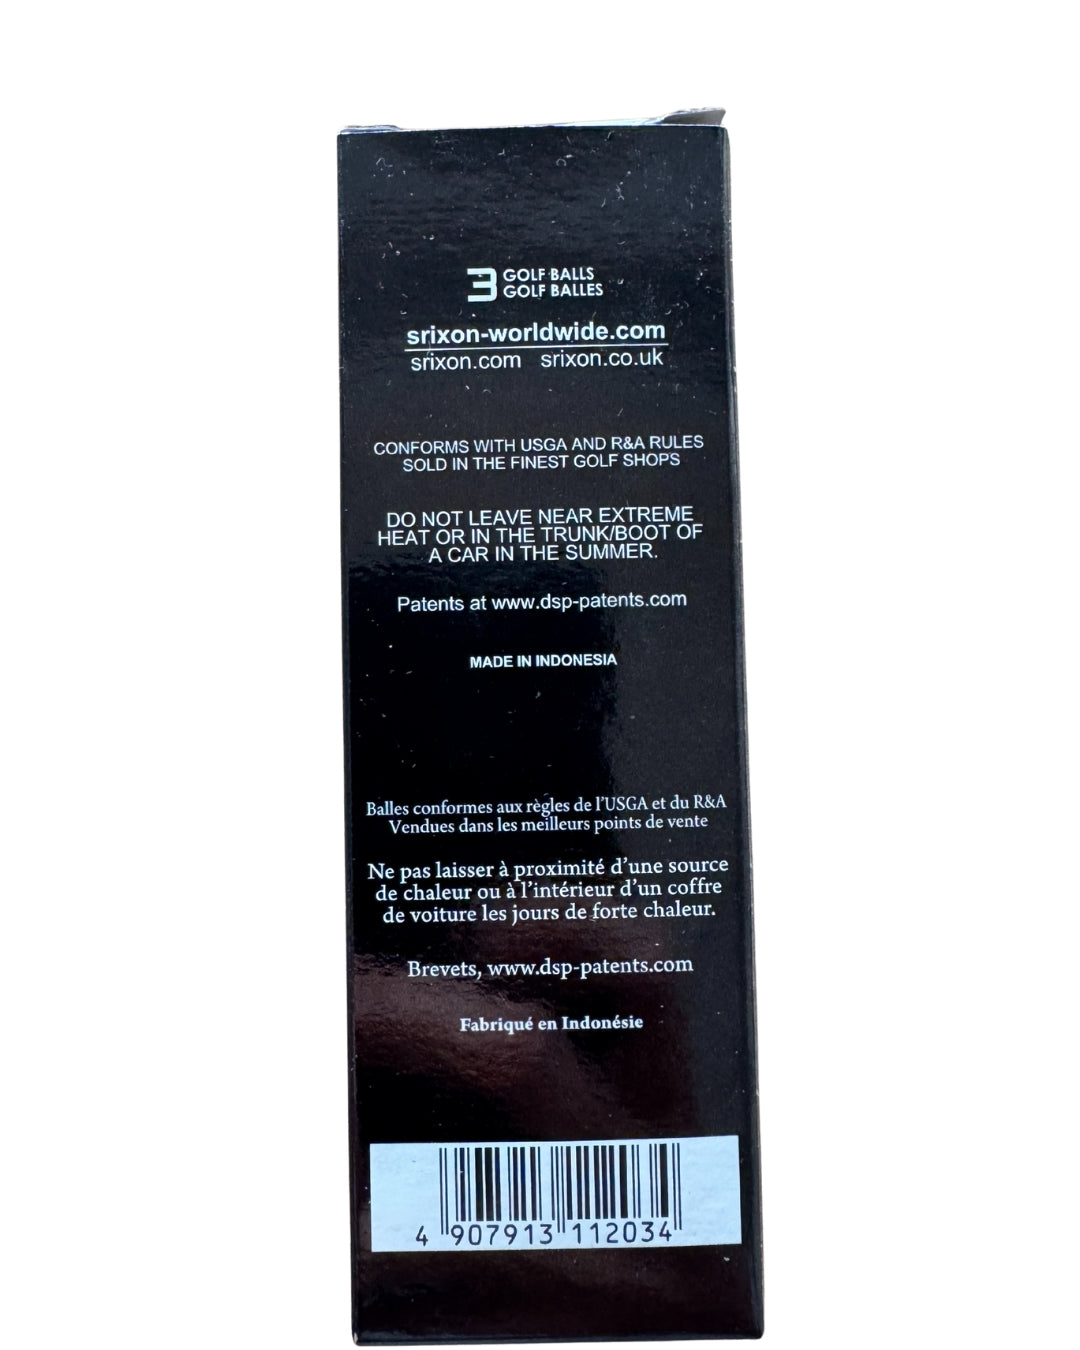 3 GOLF BALLS
GOLF BALLES
srixon-worldwide.com
srixon.com srixon.co.uk
CONFORMS WITH USGA AND R&A RULES
SOLD IN THE FINEST GOLF SHOPS
DO NOT LEAVE NEAR EXTREME
HEAT OR IN THE TRUNK/BOOT OF
A CAR IN THE SUMMER.
Patents at www.dsp-patents.com
MADE IN INDONESIA
Balles conformes aux règles de l'USGA et du R&A
Vendues dans les meilleurs points de vente
Ne pas laisser à proximité d'une source
de chaleur ou à l'intérieur d'un coffre
de voiture les jours de forte chaleur.
Brevets, www.dsp-patents.com
Fabriqué en Indonésie
4 907913 112034